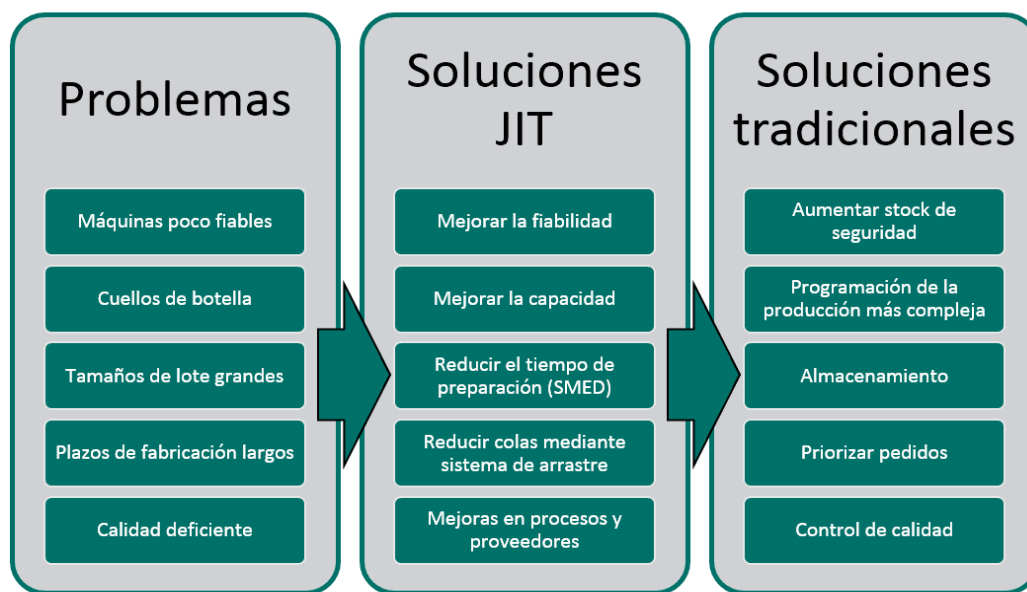 Problemas
Máquinas poco fiables
Cuellos de botella
Tamaños de lote grandes
Plazos de fabricación largos
Calidad deficiente
Soluciones
JIT
Mejorar la fiabilidad
Mejorar la capacidad
Reducir el tiempo de
preparación (SMED)
Reducir colas mediante
sistema de arrastre
Mejoras en procesos y
proveedores
Soluciones
tradicionales
Aumentar stock de
seguridad
Programación de la
producción más compleja
Almacenamiento
Priorizar pedidos
Control de calidad